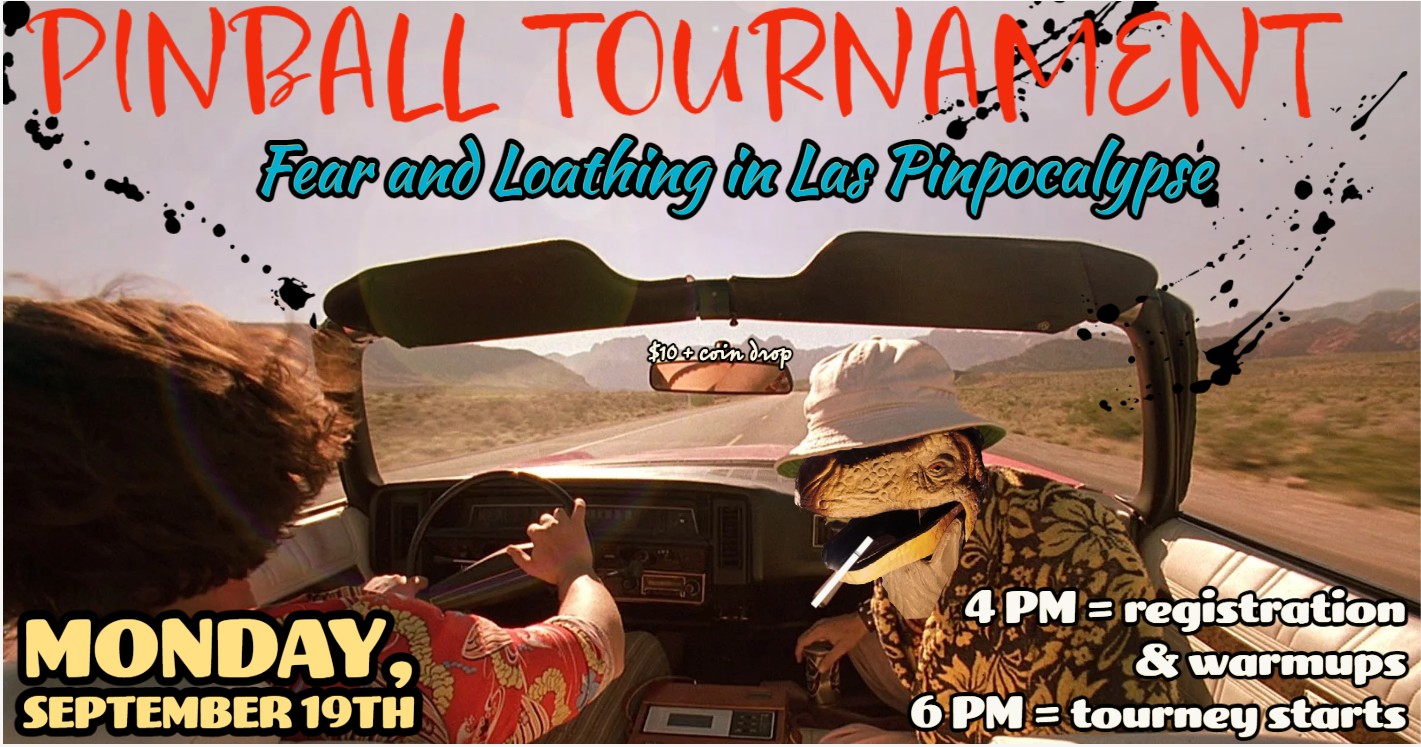 PINBALL TOURNAMENT
Fear and Loathing in Las Pinpocalypse
$10 + coin drop
MONDAY,
SEPTEMBER 19TH
4 PM = registration
& warmups
6 PM = tourney starts